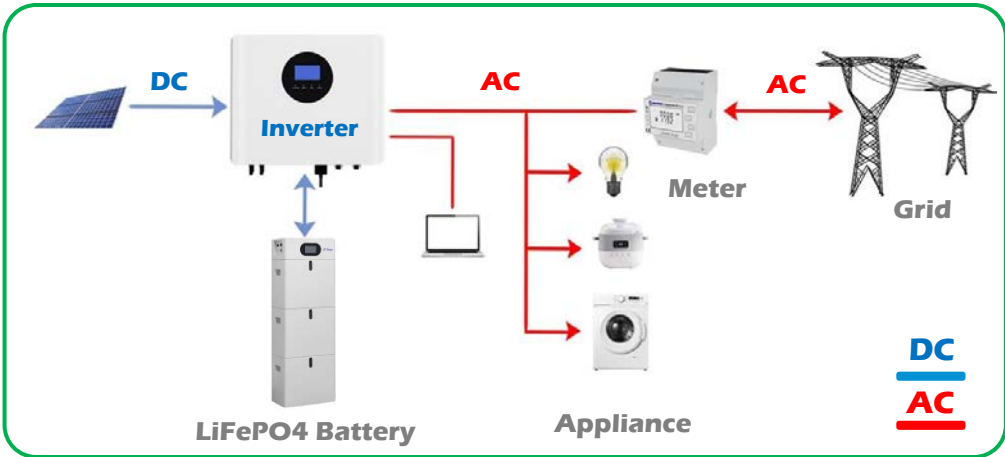 DC
AC
AC
Inverter
Meter
Grid
LiFePO4 Battery
Appliance
DC
AC